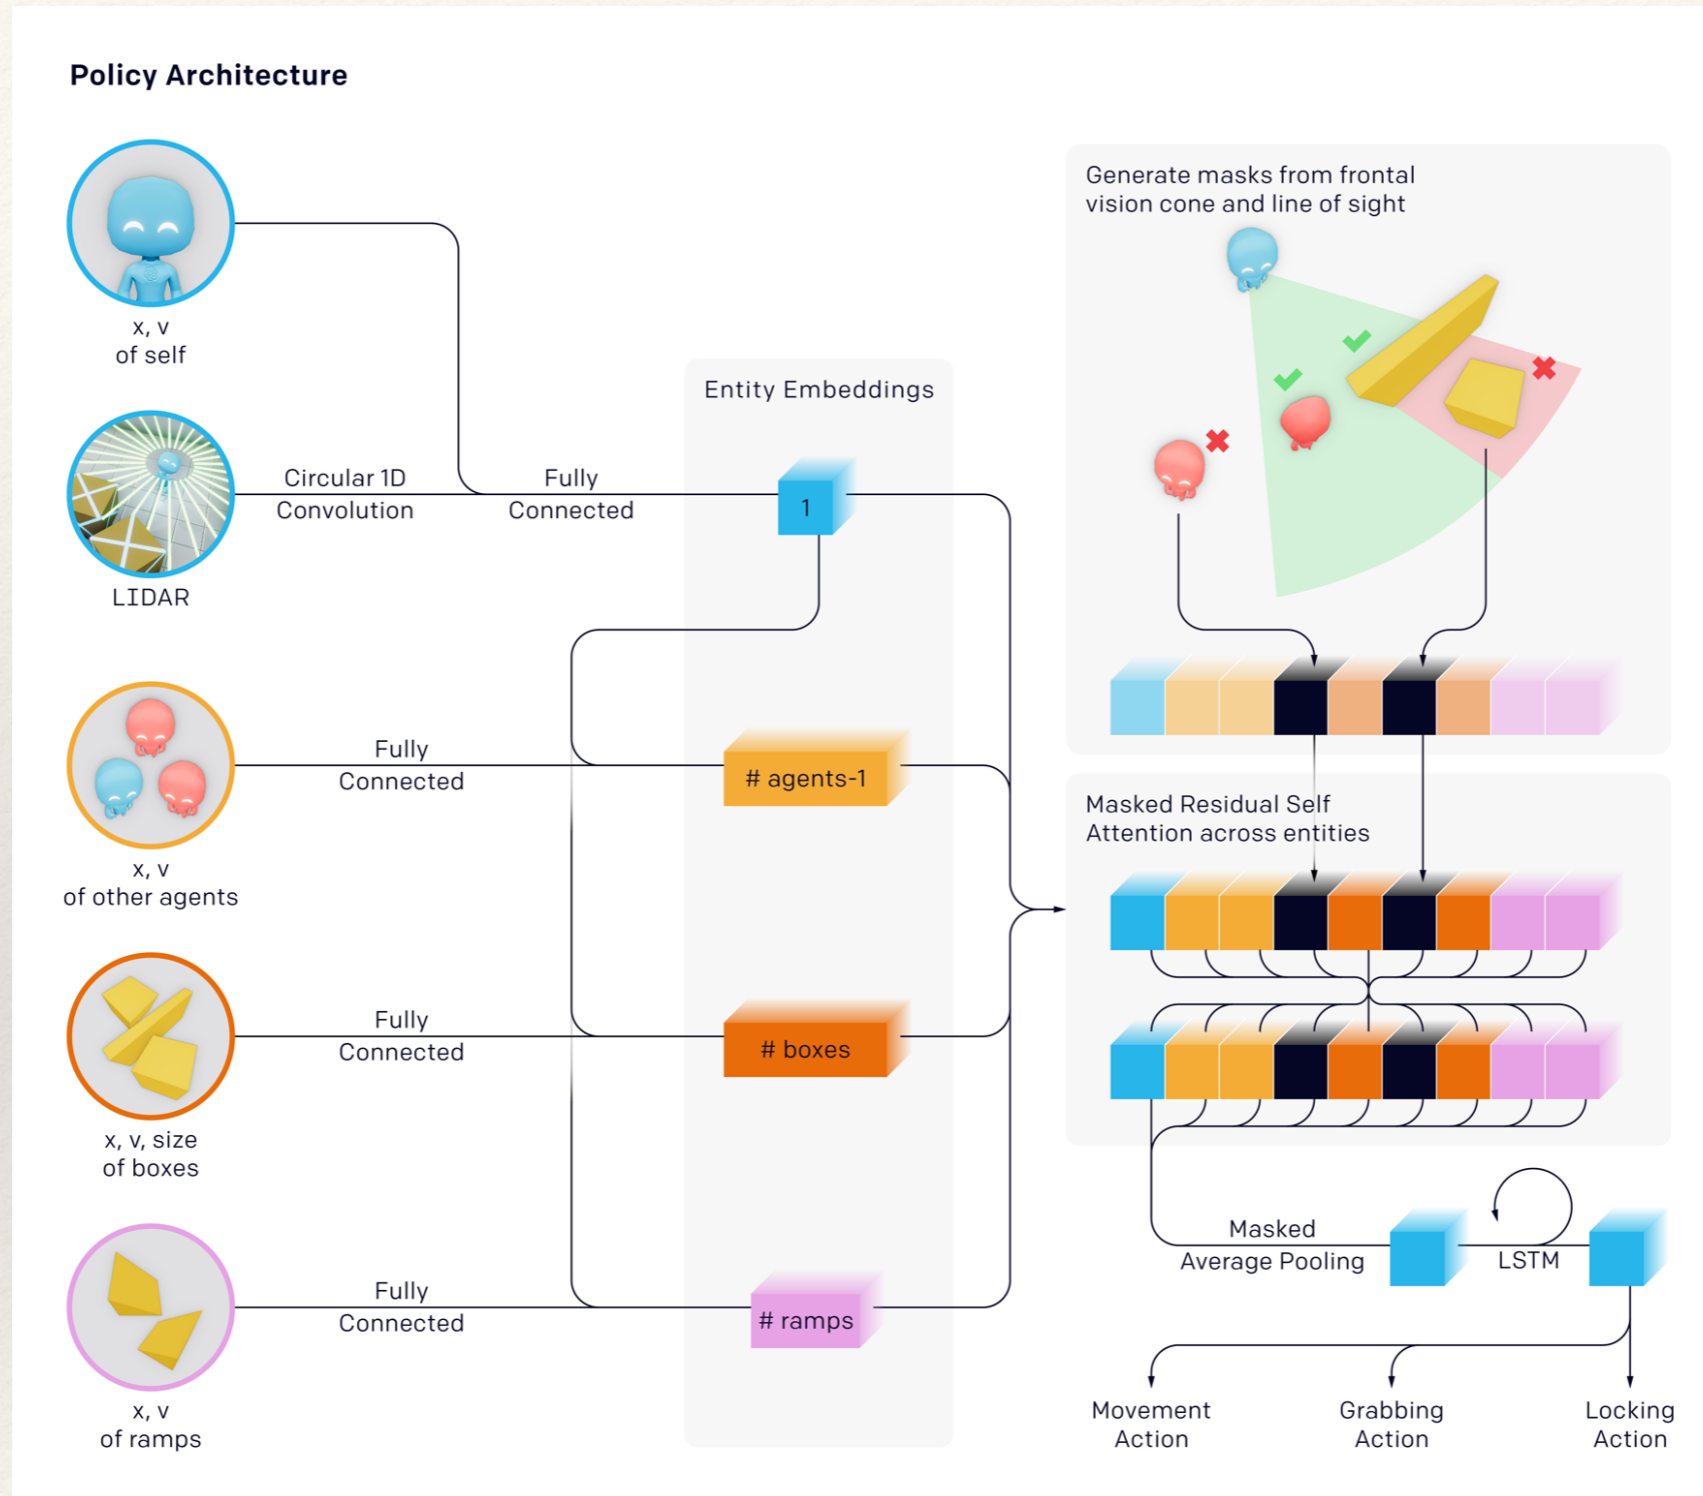 Policy Architecture
x, v
of self
Circular 1D
Convolution
Fully
Connected
LIDAR
Fully
Connected
x, v
of other agents
Fully
Connected
x, v, size
of boxes
Fully
Connected
x, v
of ramps
Entity Embeddings
1
# agents-1
# boxes
# ramps
Generate masks from frontal
vision cone and line of sight
Masked Residual Self
Attention across entities
Masked
Average Pooling
LSTM
Movement
Action
Grabbing
Action
Locking
Action